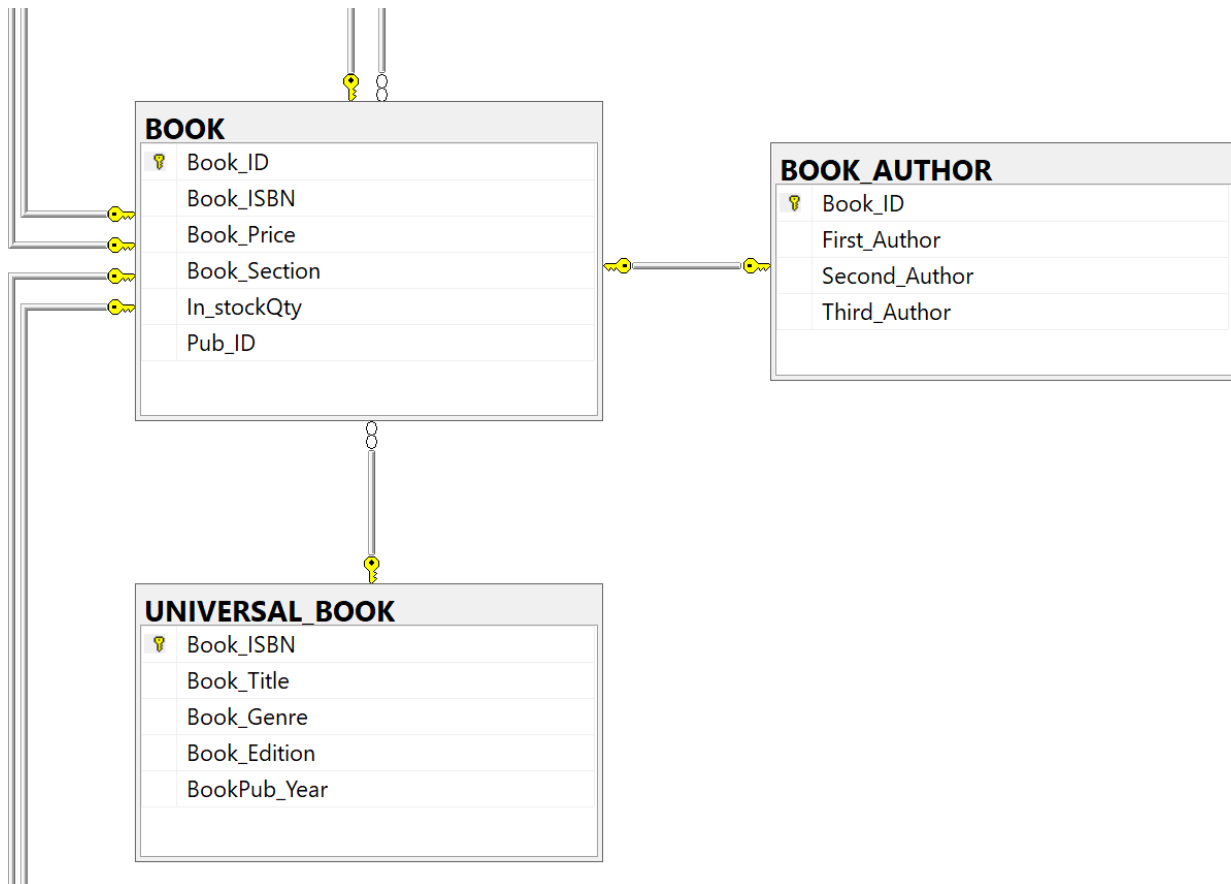 BOOK
Book_ID
Book_ISBN
Book_Price
Book_Section
In_stockQty
Pub_ID
BOOK_AUTHOR
Book_ID
First_Author
Second_Author
Third_Author
UNIVERSAL_BOOK
Book_ISBN
Book_Title
Book_Genre
Book_Edition
BookPub_Year